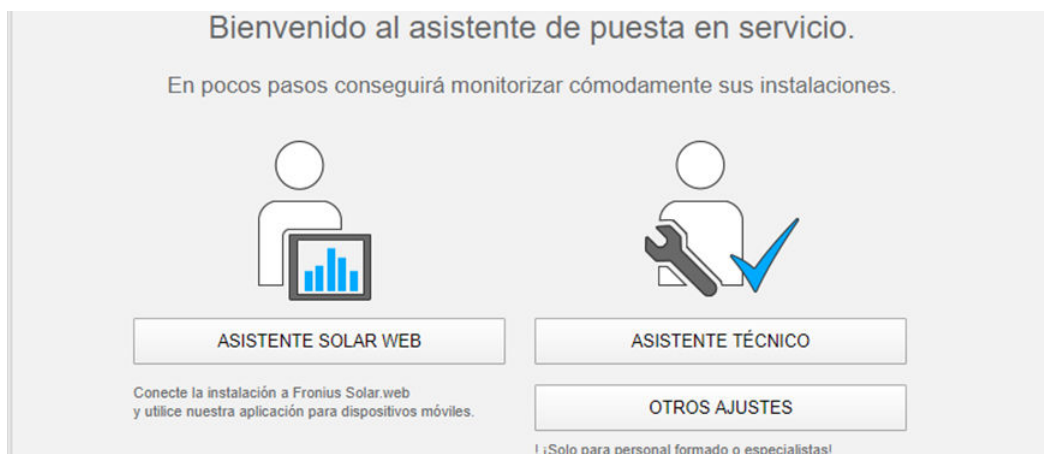 Bienvenido al asistente de puesta en servicio.
En pocos pasos conseguirá monitorizar cómodamente sus instalaciones.
ASISTENTE SOLAR WEB
Conecte la instalación a Fronius Solar.web
y utilice nuestra aplicación para dispositivos móviles.
ASISTENTE TÉCNICO
OTROS AJUSTES
! ¡Solo para personal formado o especialistas!